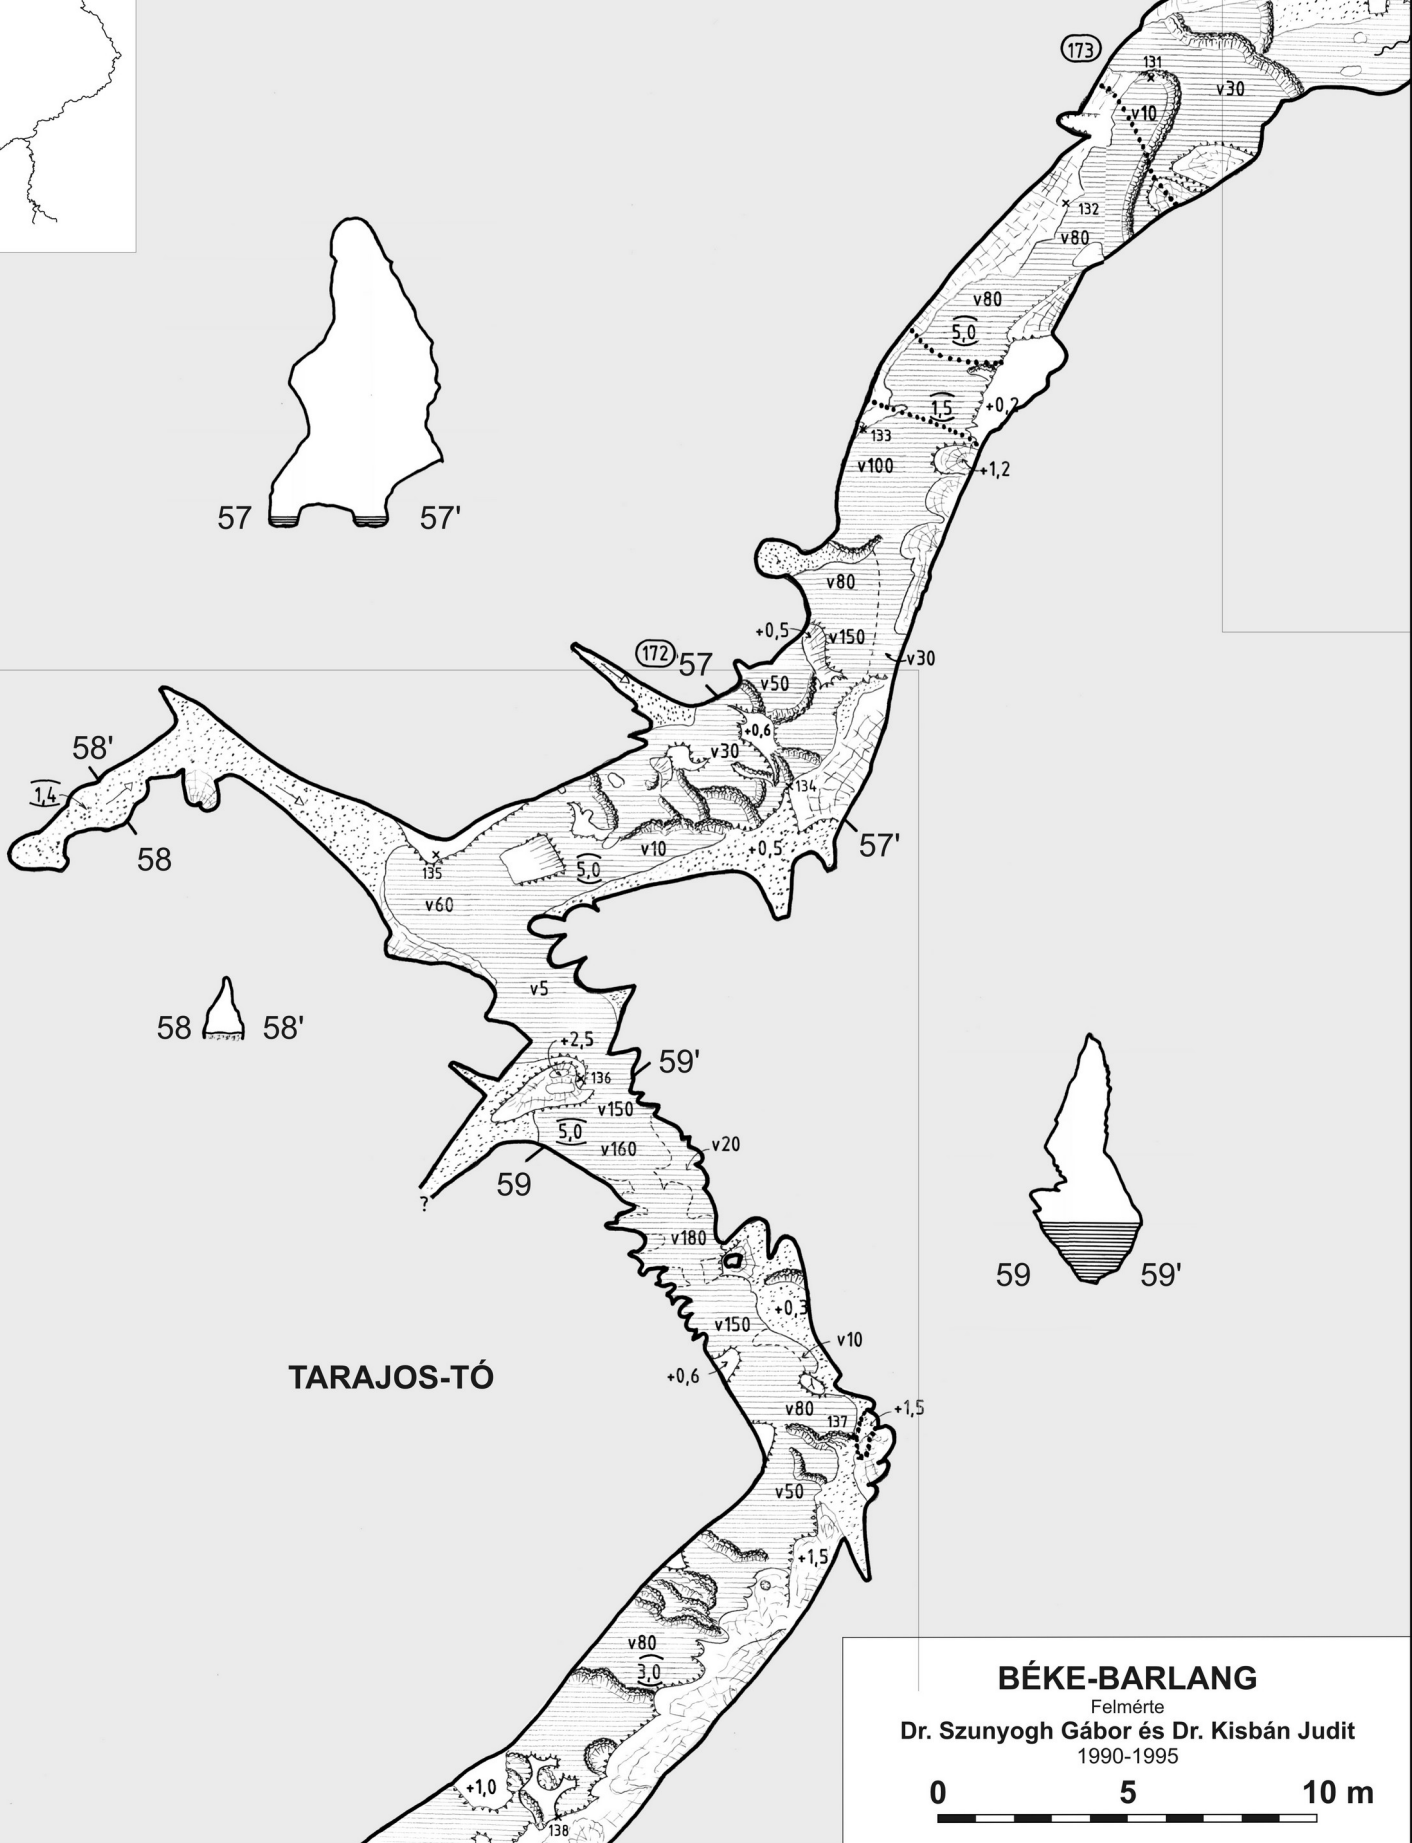 173
131
v30
v10
132
v80
v80
5,0
1,5
+0,2
133
v100
+1,2
57 57'
v80
+0,5
v150
v30
172
57
v50
+0,6
v30
58'
1,4
134
58
135
v10
5,0
+0,5
57'
v60
v5
58 58'
+2,5
59'
136
v150
5,0
v160
v20
59
?
v180
59 59'
+0,3
v150
v10
+0,6
TARAJOS-TÓ
v80
137
+1,5
v50
+1,5
v80
3,0
+1,0
138
BÉKE-BARLANG
Felmérte
Dr. Szunyogh Gábor és Dr. Kisbán Judit
1990-1995
0 5 10 m